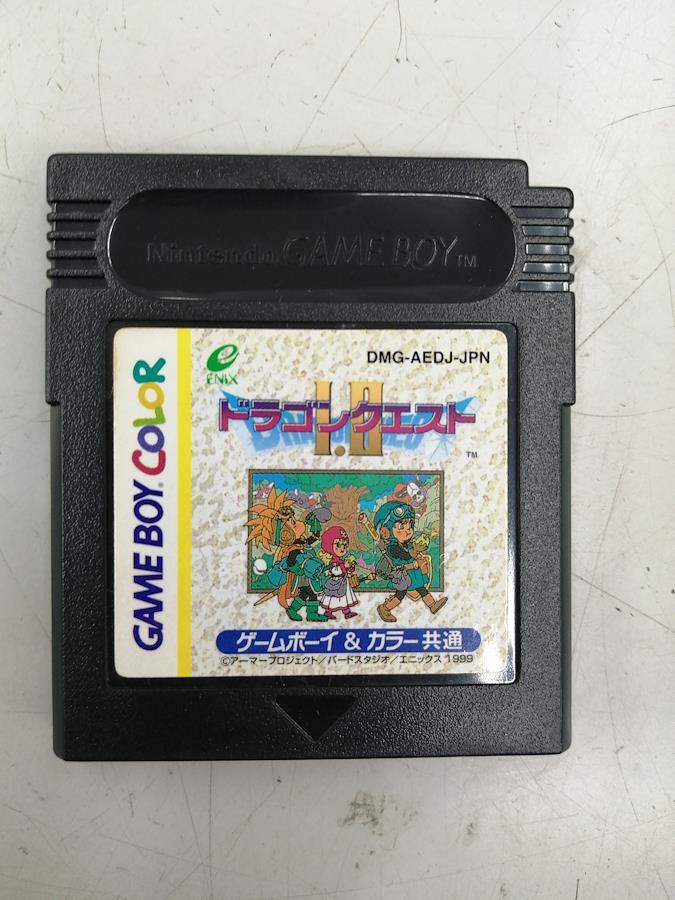 Nintendo GAME BOY TM
GAME BOY COLOR
ENIX
DMG-AEDJ-JPN
ドラゴンクエスト
I・II
TM
ゲームボーイ & カラー 共通
©アーマープロジェクト/バードスタジオ/エニックス 1999